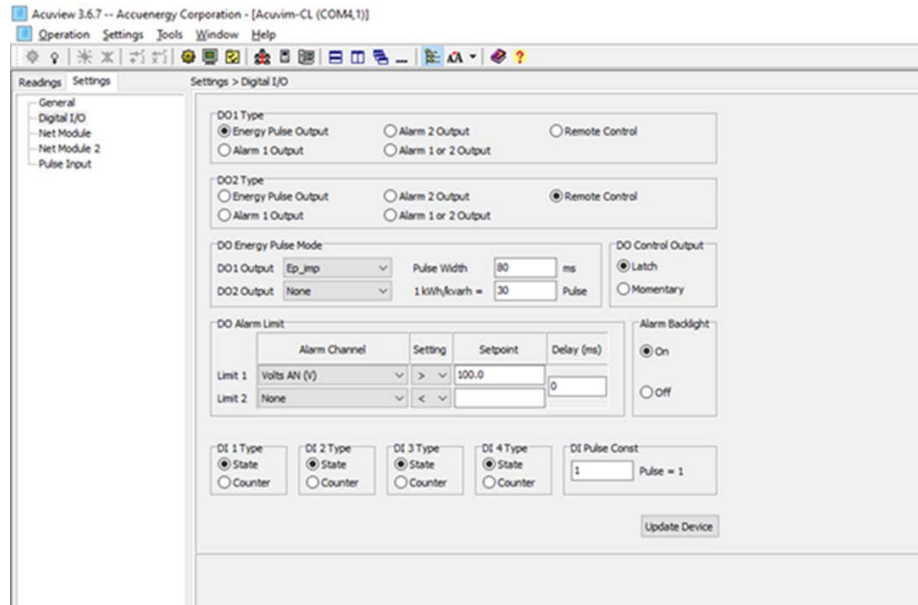 Acuview 3.6.7 -- Accuenergy Corporation - [Acuvim-CL (COM4,1)]
Operation Settings Tools Window Help
Readings Settings
Settings > Digital I/O
General
Digital I/O
Net Module
Net Module 2
Pulse Input
DO1 Type
Energy Pulse Output Alarm 2 Output Remote Control
Alarm 1 Output Alarm 1 or 2 Output
DO2 Type
Energy Pulse Output Alarm 2 Output Remote Control
Alarm 1 Output Alarm 1 or 2 Output
DO Energy Pulse Mode
DO1 Output Ep_imp Pulse Width 80 ms
DO2 Output None 1 kWh/kvarh = 30 Pulse
DO Control Output
Latch
Momentary
DO Alarm Limit
Alarm Channel Setting Setpoint Delay (ms)
Limit 1 Volts AN (V) > 100.0 0
Limit 2 None <
Alarm Backlight
On
Off
DI 1 Type DI 2 Type DI 3 Type DI 4 Type DI Pulse Const
State State State State 1 Pulse = 1
Counter Counter Counter Counter
Update Device